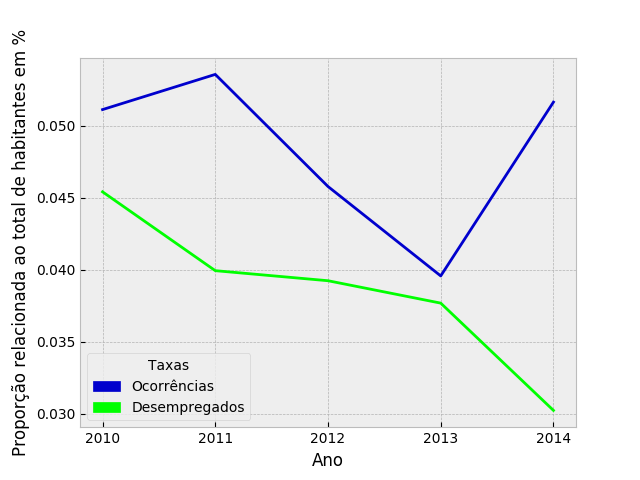 Proporção relacionada ao total de habitantes em %
0.050
0.045
0.040
0.035
0.030
Taxas
Ocorrências
Desempregados
2010 2011 2012 2013 2014
Ano